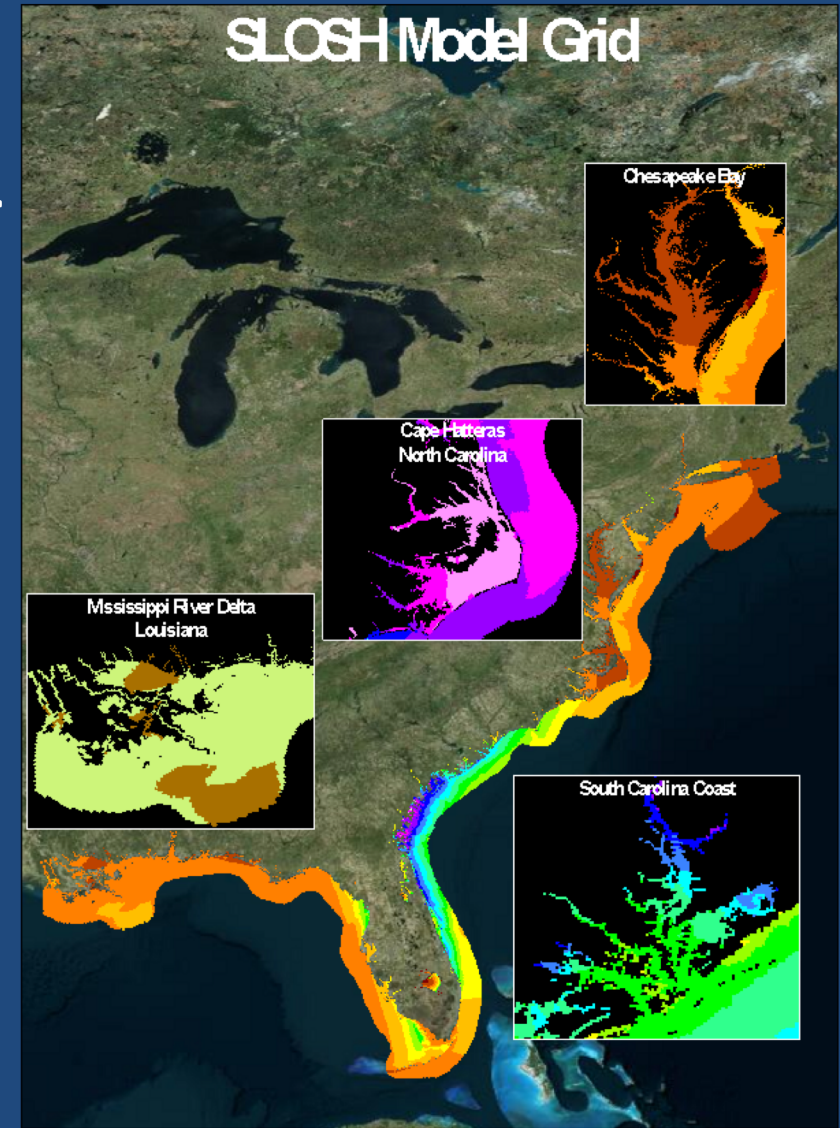 SLOSH Model Grid
Chesapeake Bay
Cape Hatteras
North Carolina
Mississippi River Delta
Louisiana
South Carolina Coast